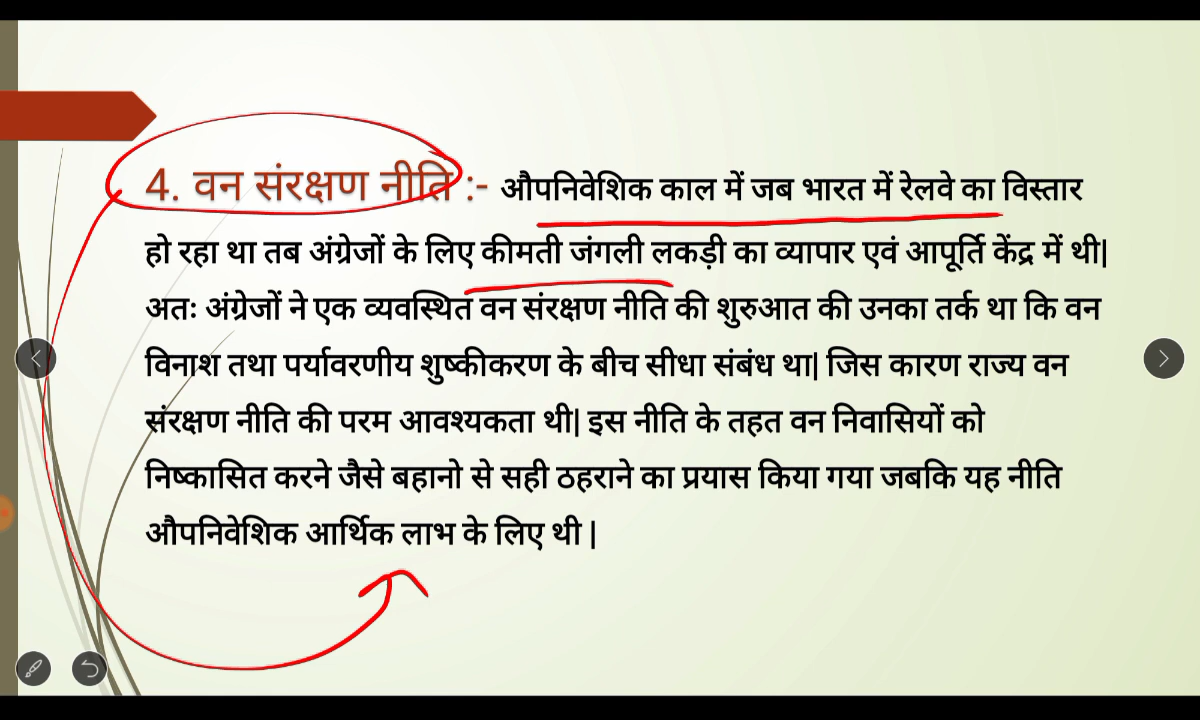 4. वन संरक्षण नीति :- औपनिवेशिक काल में जब भारत में रेलवे का विस्तार
हो रहा था तब अंग्रेजों के लिए कीमती जंगली लकड़ी का व्यापार एवं आपूर्ति केंद्र में थी|
अतः अंग्रेजों ने एक व्यवस्थित वन संरक्षण नीति की शुरुआत की उनका तर्क था कि वन
विनाश तथा पर्यावरणीय शुष्कीकरण के बीच सीधा संबंध था| जिस कारण राज्य वन
संरक्षण नीति की परम आवश्यकता थी| इस नीति के तहत वन निवासियों को
निष्कासित करने जैसे बहानो से सही ठहराने का प्रयास किया गया जबकि यह नीति
औपनिवेशिक आर्थिक लाभ के लिए थी |